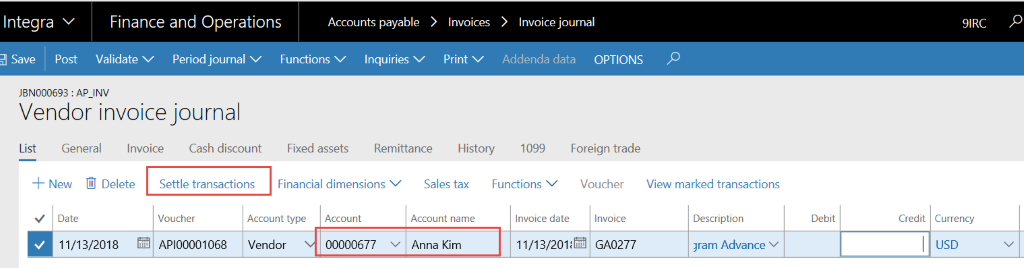 Integra Finance and Operations Accounts payable Invoices Invoice journal 9IRC
Save Post Validate Period journal Functions Inquiries Print Addenda data OPTIONS
JBN000693 : AP_INV
Vendor invoice journal
List General Invoice Cash discount Fixed assets Remittance History 1099 Foreign trade
New Delete Settle transactions Financial dimensions Sales tax Functions Voucher View marked transactions
Date Voucher Account type Account Account name Invoice date Invoice Description Debit Credit Currency
11/13/2018 API00001068 Vendor 00000677 Anna Kim 11/13/201 GA0277 gram Advance USD